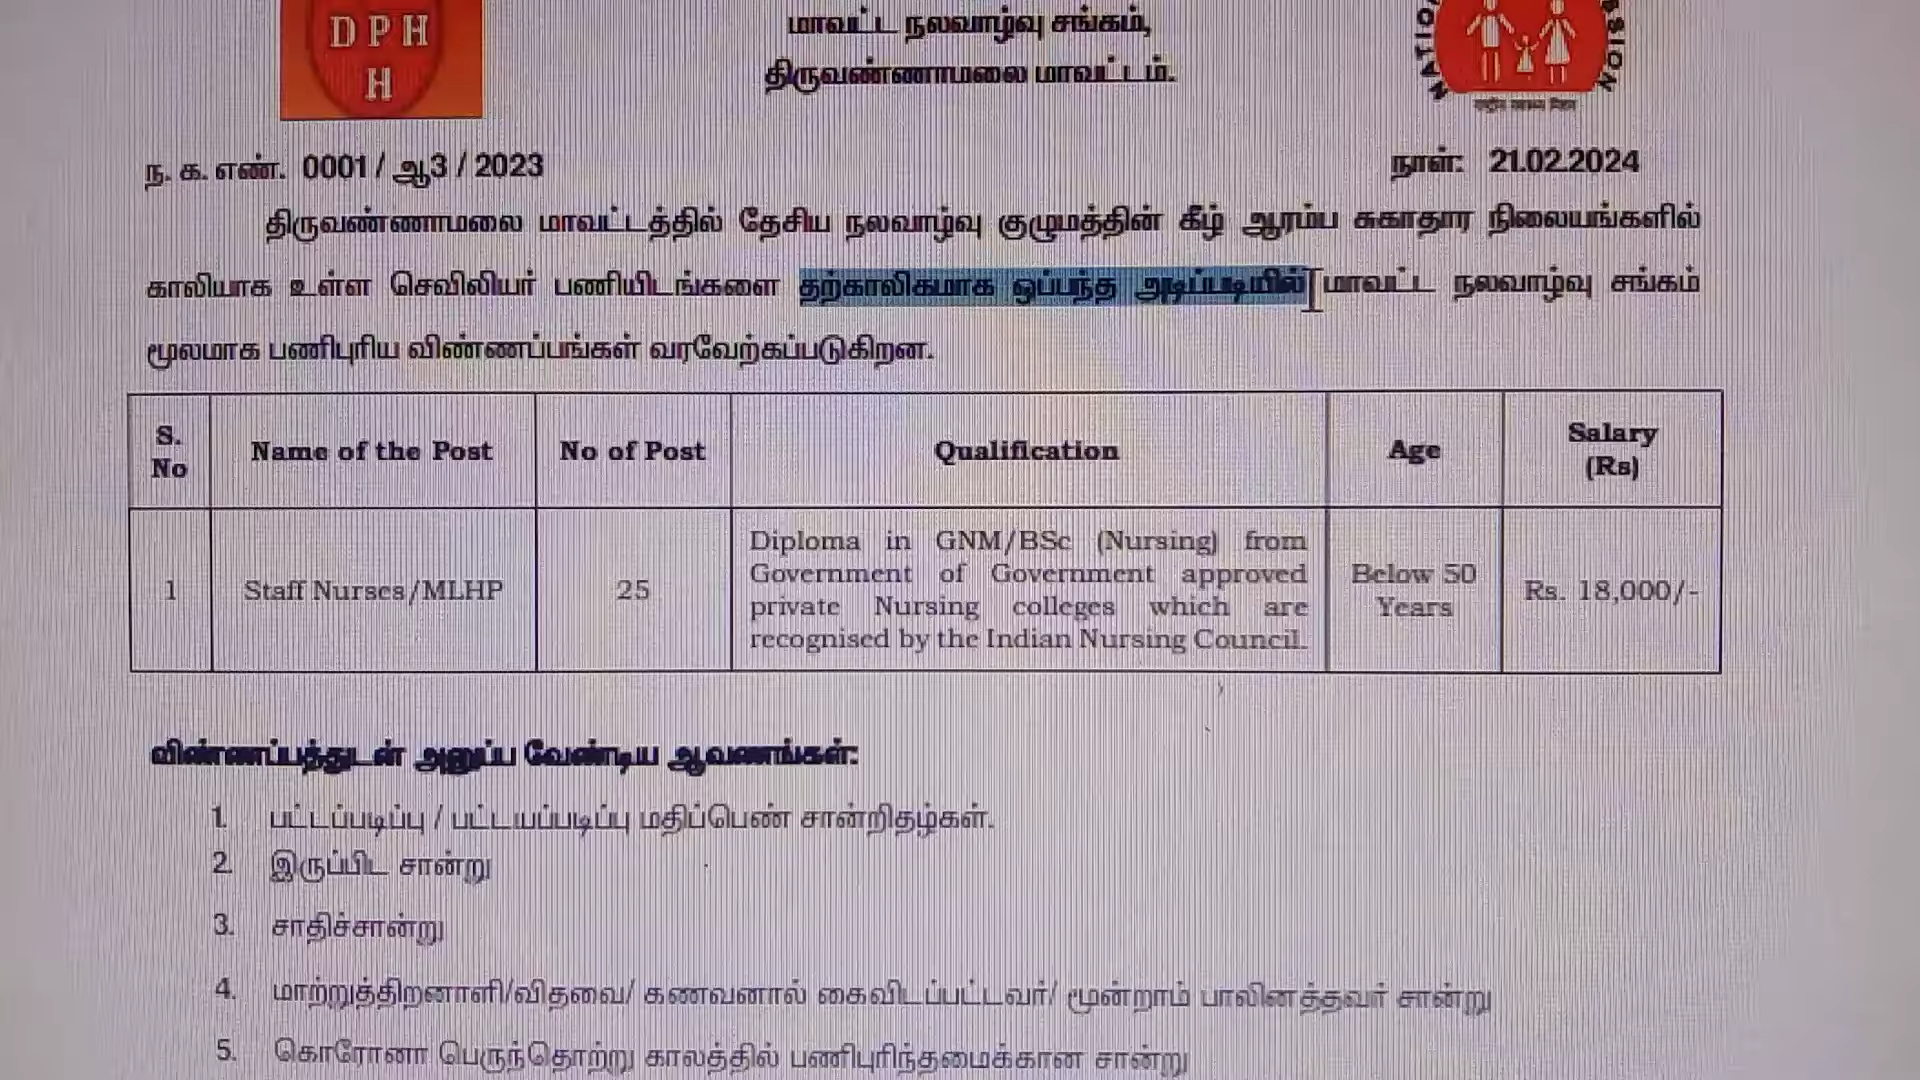 DPH
H
மாவட்ட நலவாழ்வு சங்கம்,
திருவண்ணாமலை மாவட்டம்.
ந. க. எண். 0001 / ஆ3 / 2023
நாள்: 21.02.2024
திருவண்ணாமலை மாவட்டத்தில் தேசிய நலவாழ்வு குழுமத்தின் கீழ் ஆரம்ப சுகாதார நிலையங்களில்
காலியாக உள்ள செவிலியர் பணியிடங்களை தற்காலிகமாக ஒப்பந்த அடிப்படையில் மாவட்ட நலவாழ்வு சங்கம்
மூலமாக பணிபுரிய விண்ணப்பங்கள் வரவேற்கப்படுகிறன.
S. No
Name of the Post
No of Post
Qualification
Age
Salary (Rs)
1
Staff Nurses/MLHP
25
Diploma in GNM/BSc (Nursing) from
Government of Government approved
private Nursing colleges which are
recognised by the Indian Nursing Council.
Below 50
Years
Rs. 18,000/-
விண்ணப்பத்துடன் அனுப்ப வேண்டிய ஆவணங்கள்:
1. பட்டப்படிப்பு / பட்டயப்படிப்பு மதிப்பெண் சான்றிதழ்கள்.
2. இருப்பிட சான்று
3. சாதிச்சான்று
4. மாற்றுத்திறனாளி/விதவை/ கணவனால் கைவிடப்பட்டவர்/ மூன்றாம் பாலினத்தவர் சான்று
5. கொரோனா பெருந்தொற்று காலத்தில் பணிபுரிந்தமைக்கான சான்று